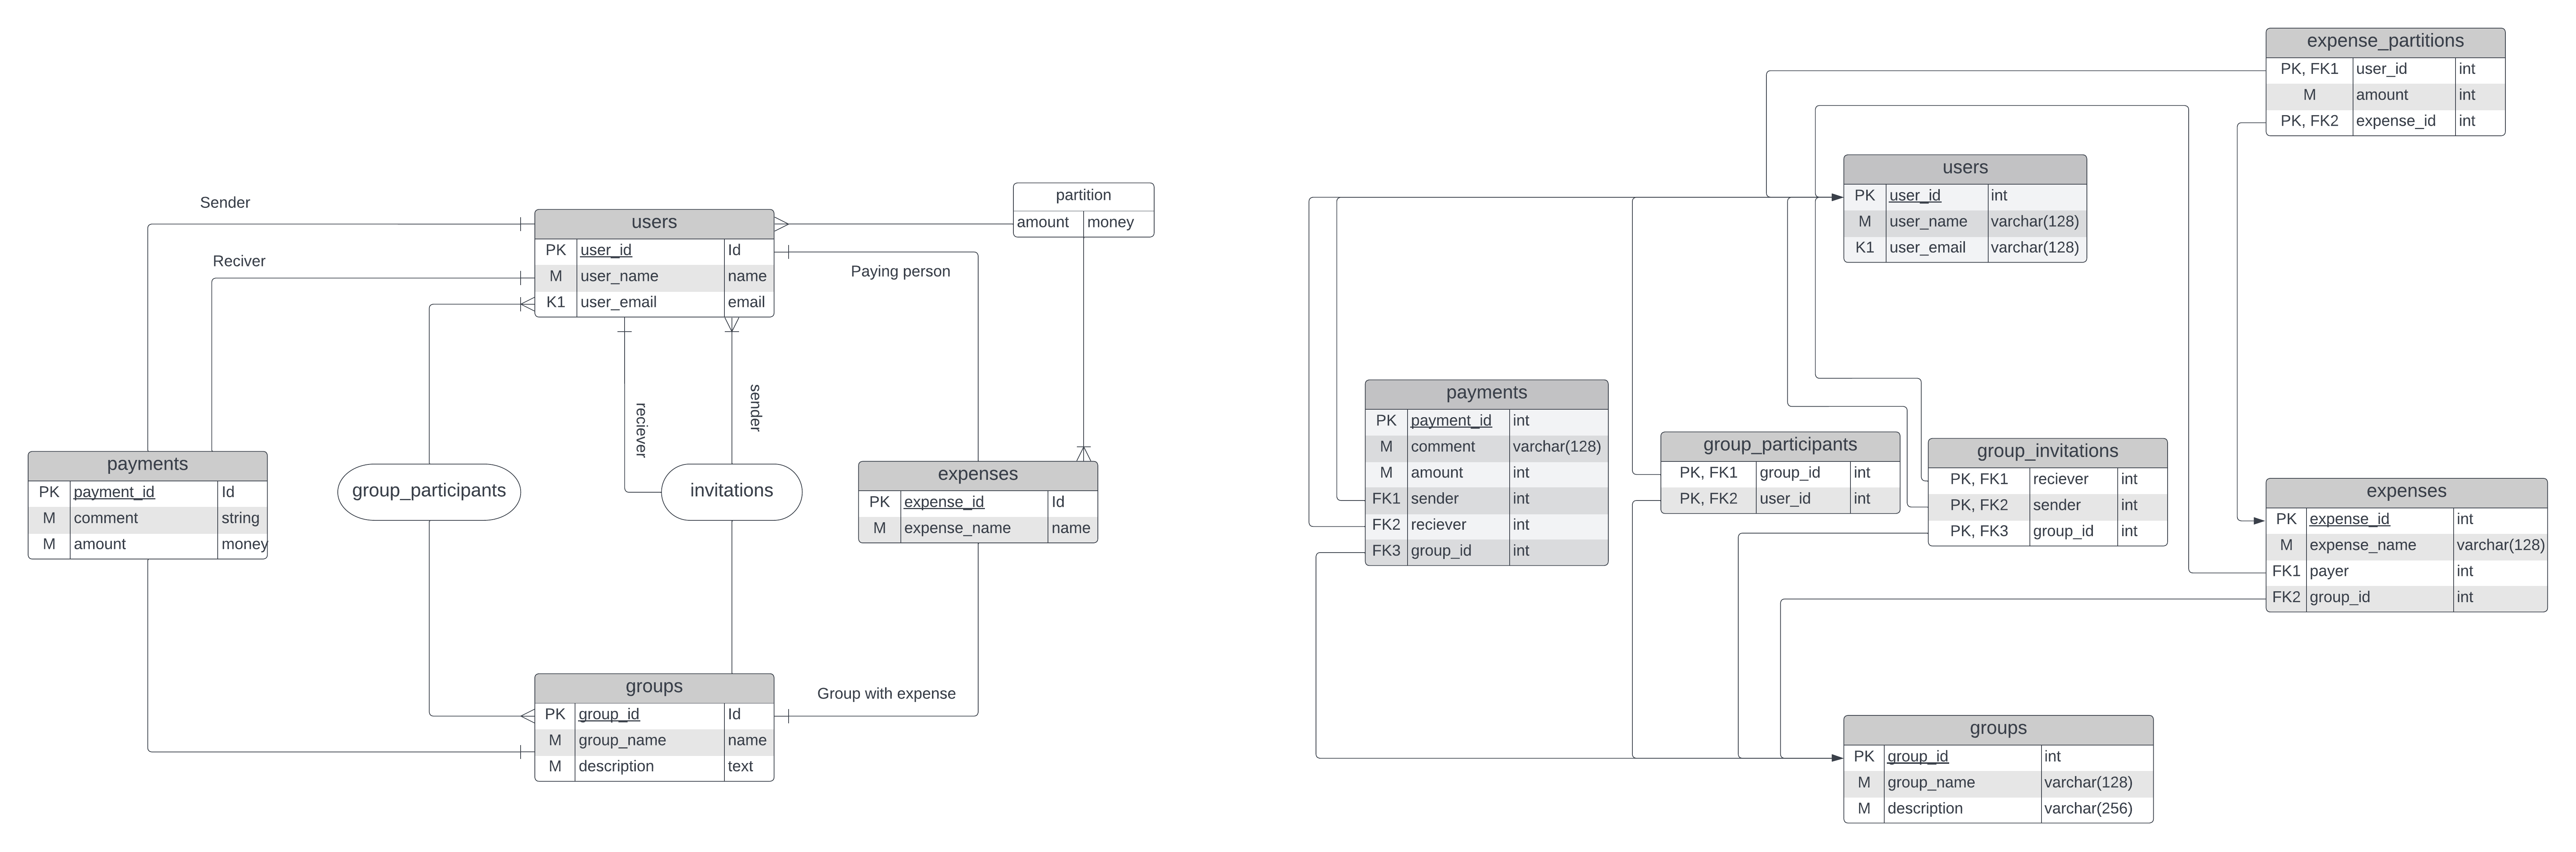 Sender
Reciver
users
PK user_id Id
M user_name name
K1 user_email email
partition
amount money
Paying person
reciever
sender
payments
PK payment_id Id
M comment string
M amount money
group_participants
invitations
expenses
PK expense_id Id
M expense_name name
Group with expense
groups
PK group_id Id
M group_name name
M description text
expense_partitions
PK, FK1 user_id int
M amount int
PK, FK2 expense_id int
users
PK user_id int
M user_name varchar(128)
K1 user_email varchar(128)
payments
PK payment_id int
M comment varchar(128)
M amount int
FK1 sender int
FK2 reciever int
FK3 group_id int
group_participants
PK, FK1 group_id int
PK, FK2 user_id int
group_invitations
PK, FK1 reciever int
PK, FK2 sender int
PK, FK3 group_id int
expenses
PK expense_id int
M expense_name varchar(128)
FK1 payer int
FK2 group_id int
groups
PK group_id int
M group_name varchar(128)
M description varchar(256)